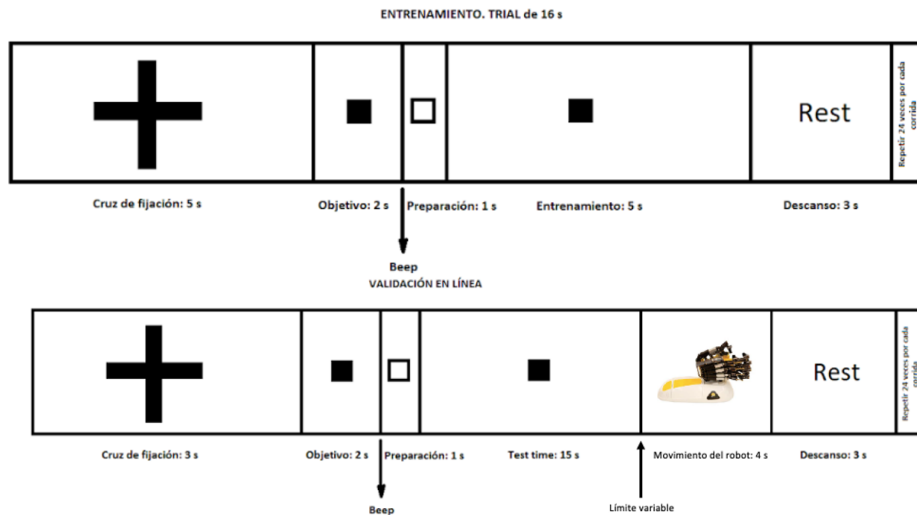 ENTRENAMIENTO. TRIAL de 16 s
Rest
Repetir 24 veces por cada
corrida
Cruz de fijación: 5 s
Objetivo: 2 s
Preparación: 1 s
Entrenamiento: 5 s
Descanso: 3 s
Beep
VALIDACIÓN EN LÍNEA
Rest
Repetir 24 veces por cada
corrida
Cruz de fijación: 3 s
Objetivo: 2 s
Preparación: 1 s
Test time: 15 s
Movimiento del robot: 4 s
Descanso: 3 s
Beep
Límite variable